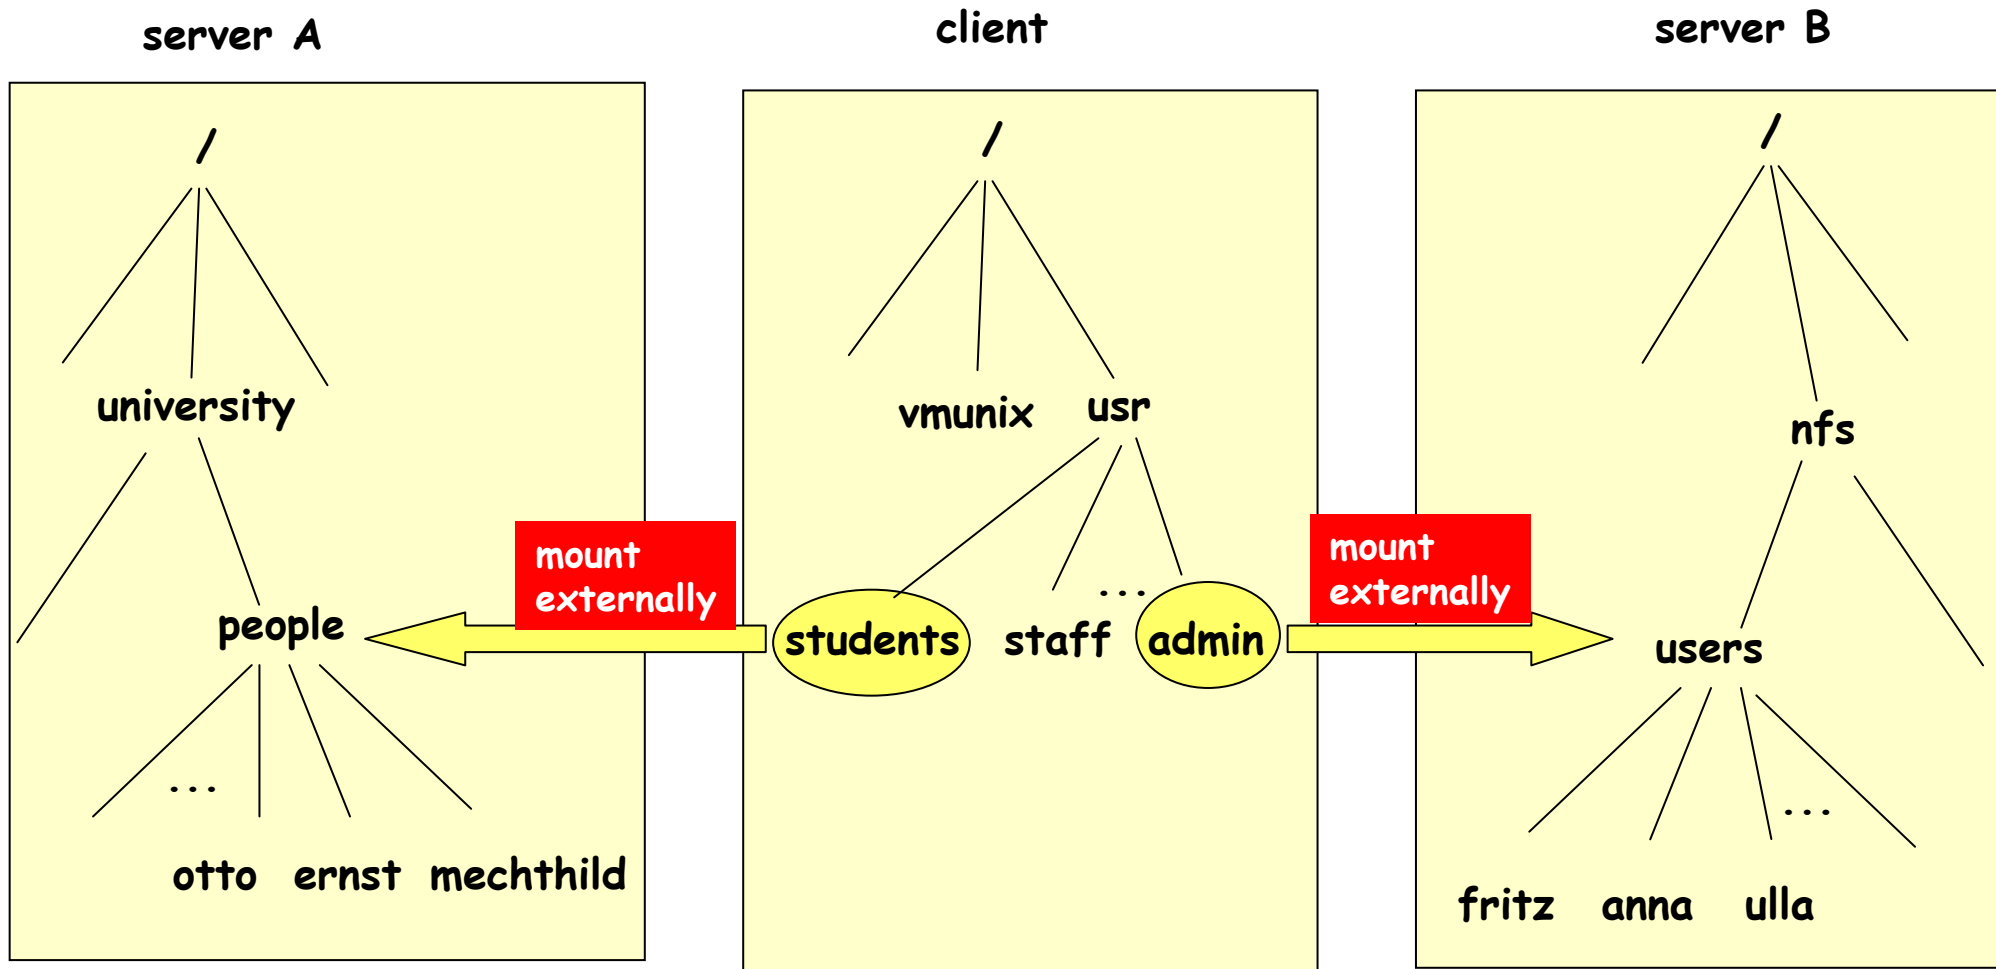 server A
client
server B
/
/
/
university
vmunix
usr
nfs
mount
externally
mount
externally
people
students
staff
...
admin
users
...
otto
ernst
mechthild
...
fritz
anna
ulla